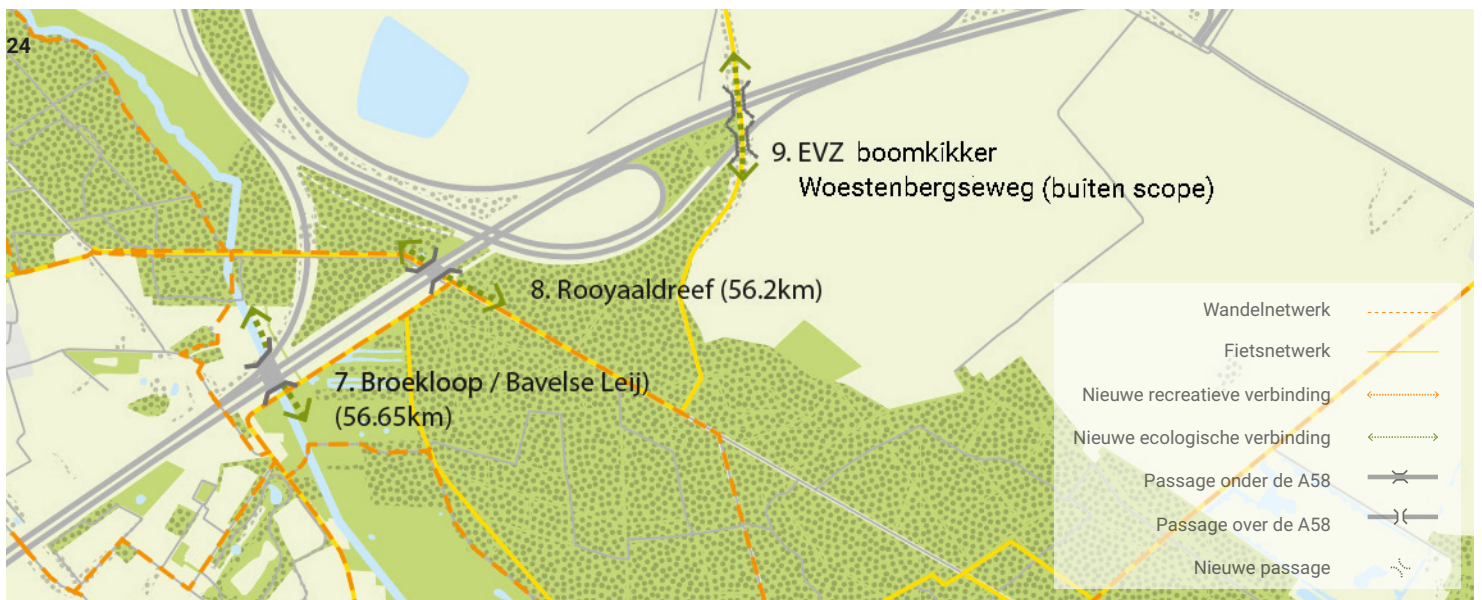 24
9. EVZ boomkikker
Woestenbergseweg (buiten scope)
8. Rooyaaldreef (56.2km)
7. Broekloop / Bavelse Leij)
(56.65km)
Wandelnetwerk
Fietsnetwerk
Nieuwe recreatieve verbinding
Nieuwe ecologische verbinding
Passage onder de A58
Passage over de A58
Nieuwe passage